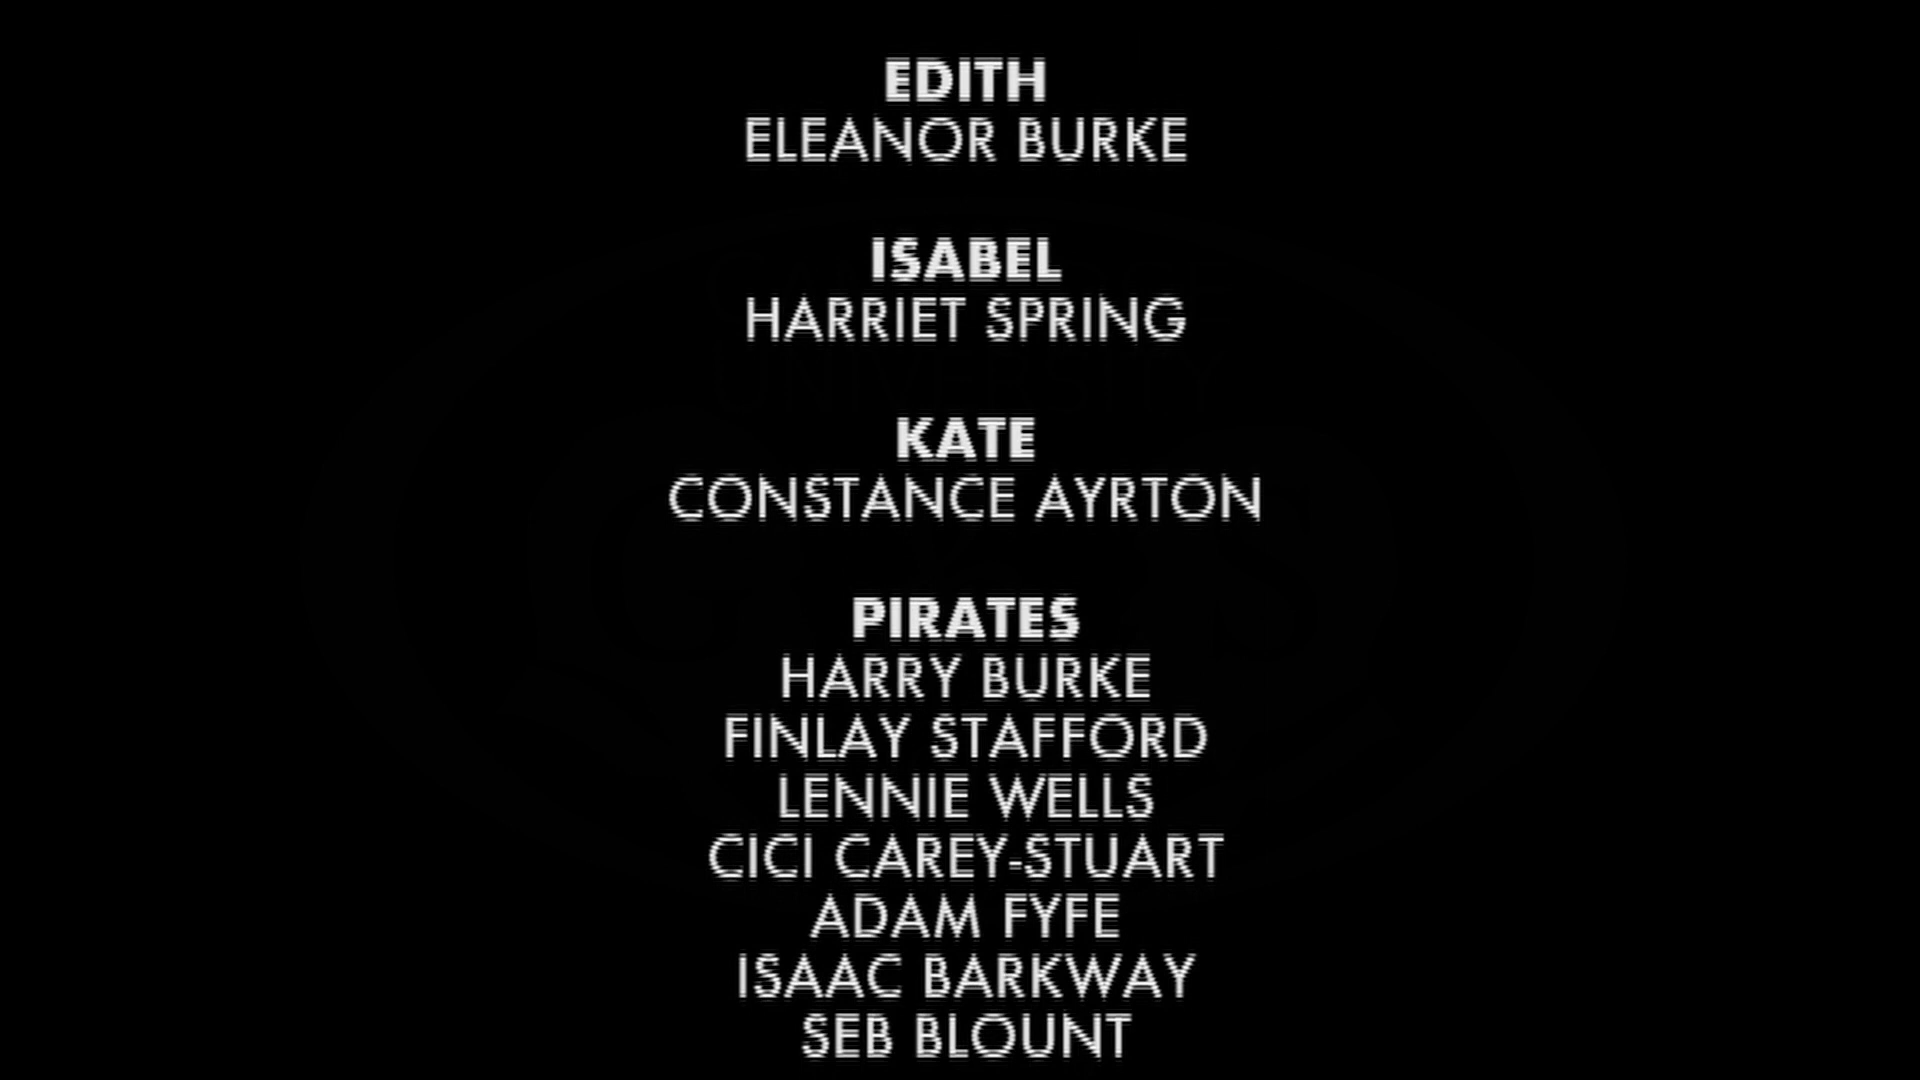 EDITH
ELEANOR BURKE
ISABEL
HARRIET SPRING
UNIVERSITY
KATE
CONSTANCE AYRTON
PIRATES
HARRY BURKE
FINLAY STAFFORD
LENNIE WELLS
CICI CAREY-STUART
ADAM FYFE
ISAAC BARKWAY
SEB BLOUNT